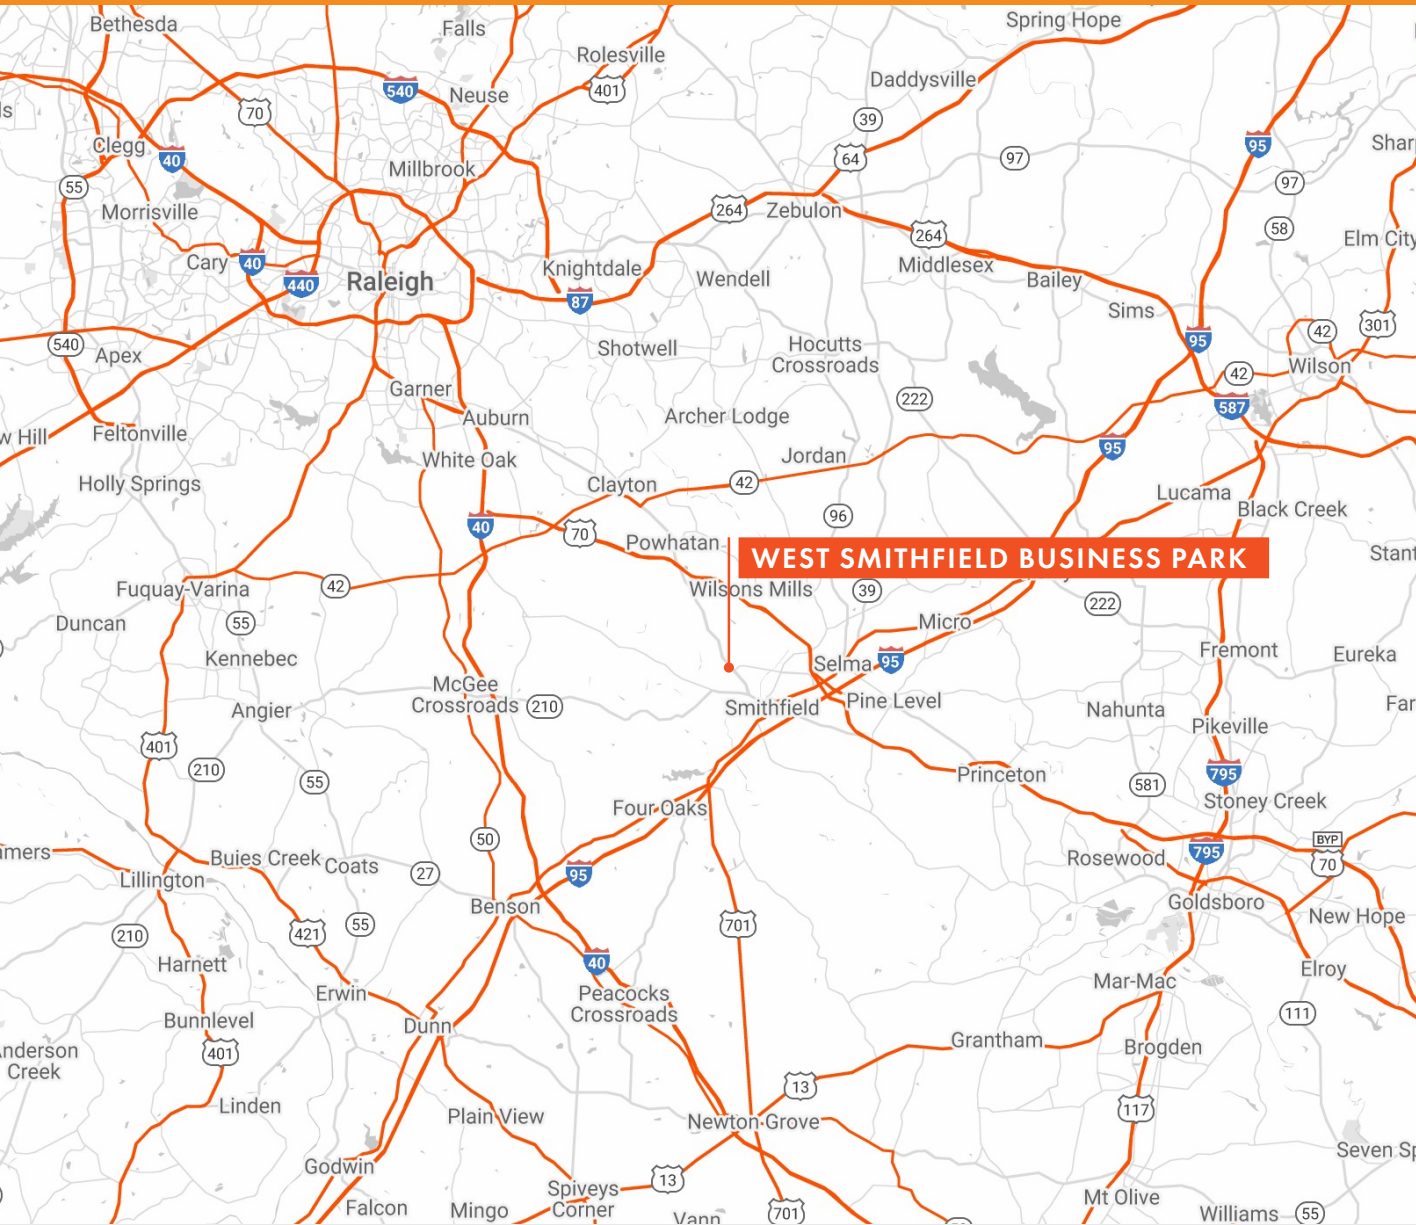 Bethesda
Falls
Spring Hope
Rolesville
Daddysville
540
Neuse
401
70
39
Clegg
40
64
97
95
Millbrook
55
97
Morrisville
264
Zebulon
58
264
Elm City
Cary
40
Knightdale
Middlesex
440
Raleigh
Wendell
Bailey
87
Sims
301
42
95
540
Apex
Shotwell
Hocutts
Crossroads
Wilson
42
Garner
222
587
Auburn
Archer Lodge
w Hill
Feltonville
95
White Oak
Jordan
Holly Springs
Clayton
42
Lucama
Black Creek
40
96
70
Powhatan
WEST SMITHFIELD BUSINESS PARK
Fuquay-Varina
42
Wilsons Mills
39
222
Duncan
55
Micro
Kennebec
Selma
95
Fremont
Eureka
McGee
Crossroads
210
Smithfield
Pine Level
Angier
Nahunta
Pikeville
401
210
55
Princeton
795
581
Four Oaks
Stoney Creek
50
BYP
70
mers
Buies Creek
Coats
27
95
Rosewood
795
Lillington
Benson
Goldsboro
New Hope
210
421
55
701
Harnett
40
Elroy
Erwin
Peacocks
Crossroads
Mar-Mac
Bunnlevel
Dunn
111
401
Grantham
Brogden
nderson
Creek
13
Linden
Plain View
Newton Grove
117
Seven Sp
Godwin
13
Spiveys
Corner
Mt Olive
Falcon
Mingo
701
Williams
55